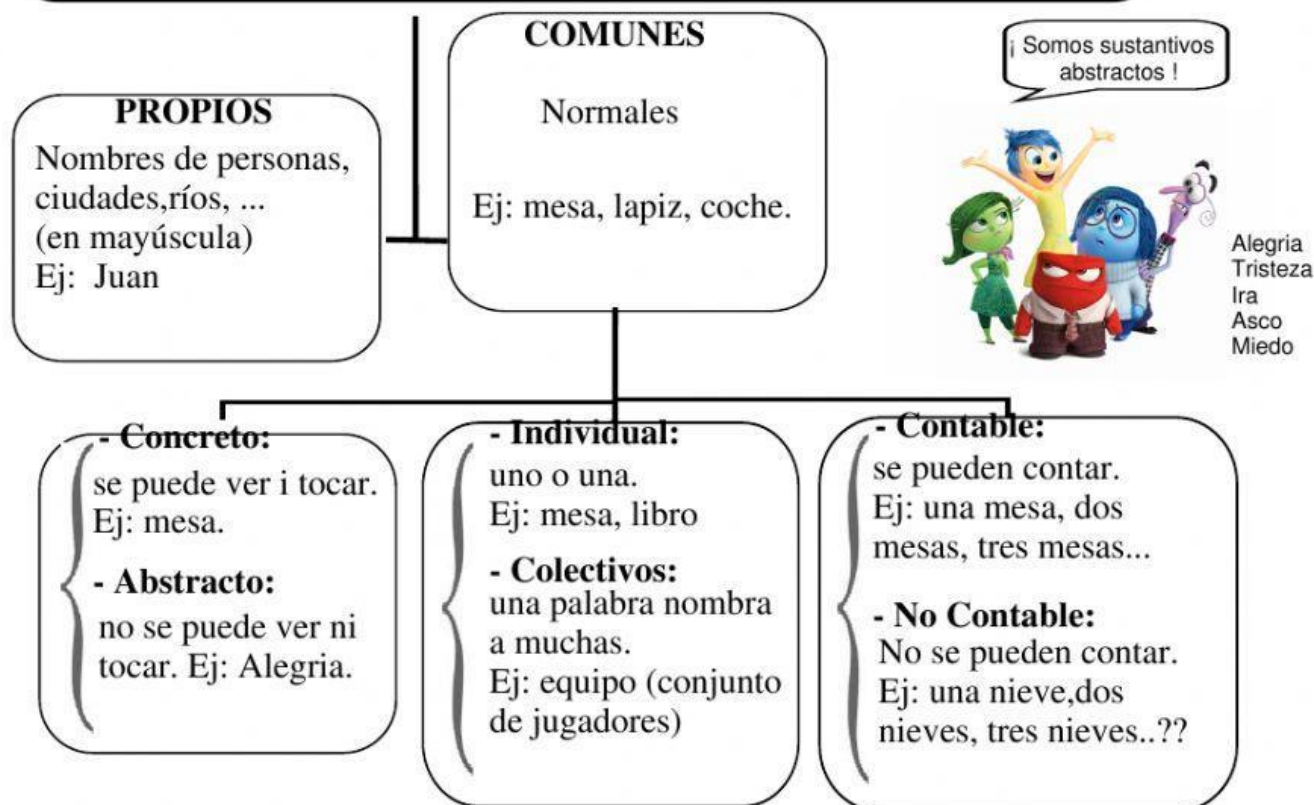 COMUNES
Normales
Ej: mesa, lapiz, coche.
PROPIOS
Nombres de personas,
ciudades,ríos, ...
(en mayúscula)
Ej:  Juan
¡ Somos sustantivos
abstractos !
Alegria
Tristeza
Ira
Asco
Miedo
- Concreto:
se puede ver i tocar.
Ej: mesa.
- Abstracto:
no se puede ver ni
tocar. Ej: Alegria.
- Individual:
uno o una.
Ej: mesa, libro
- Colectivos:
una palabra nombra
a muchas.
Ej: equipo (conjunto
de jugadores)
- Contable:
se pueden contar.
Ej: una mesa, dos
mesas, tres mesas...
- No Contable:
No se pueden contar.
Ej: una nieve,dos
nieves, tres nieves..??